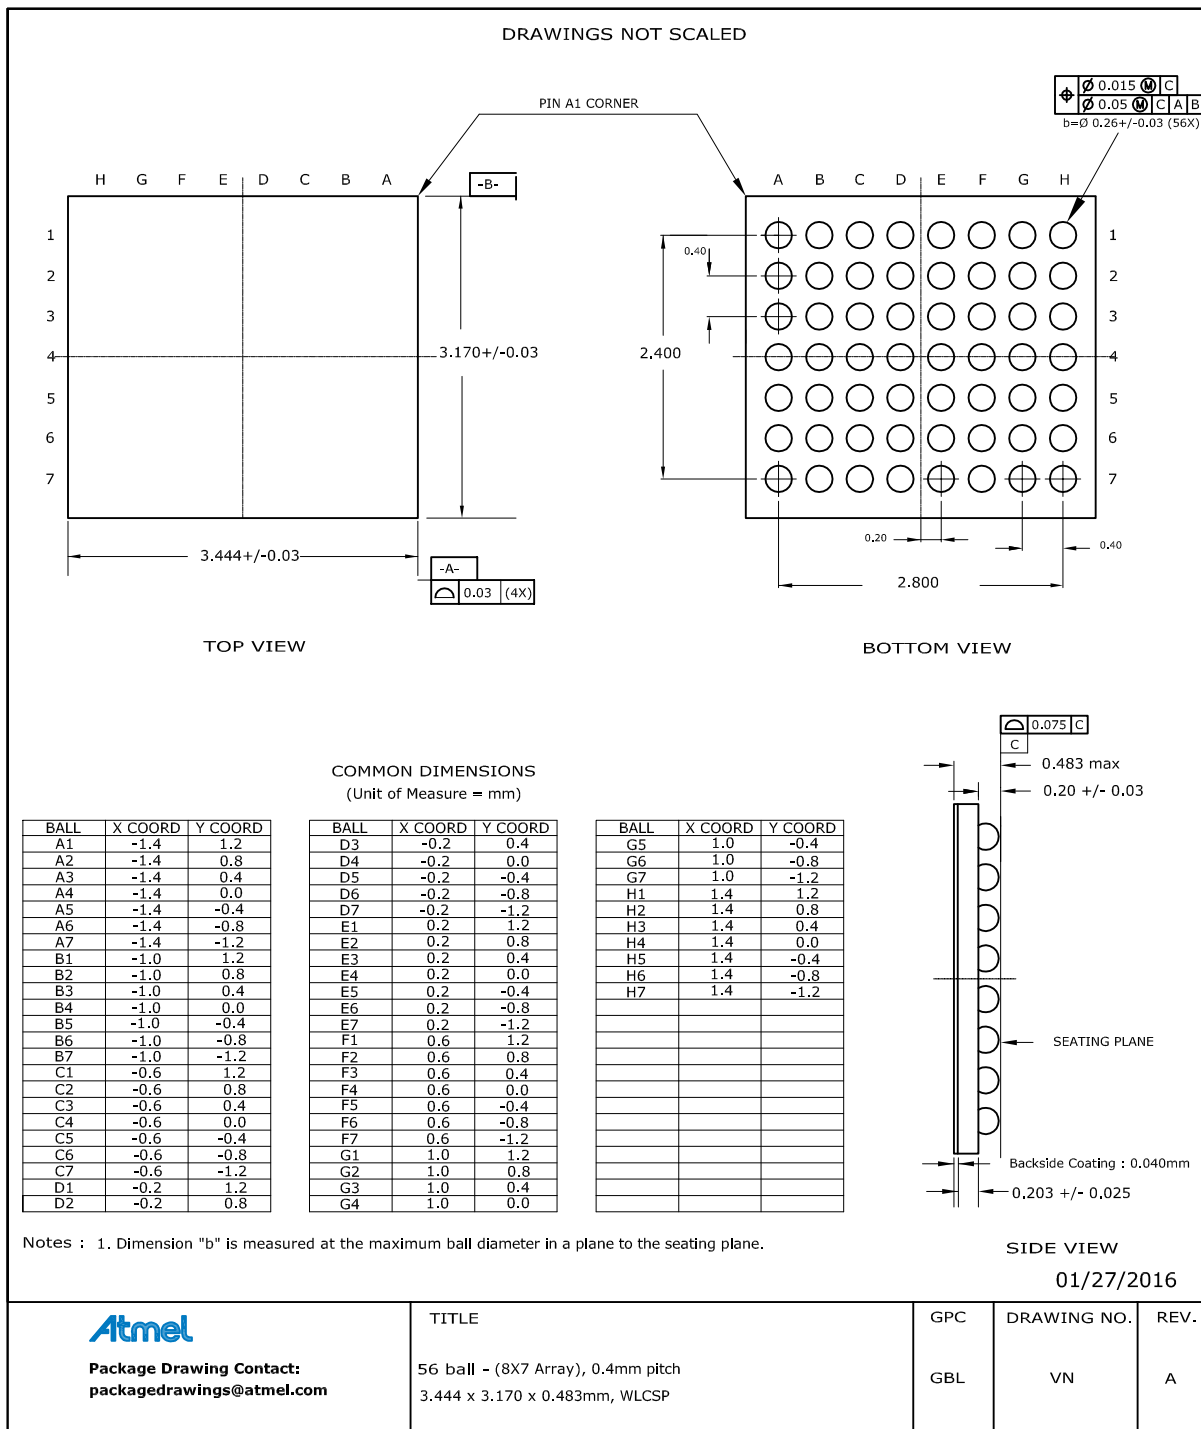 DRAWINGS NOT SCALED
PIN A1 CORNER
Ø 0.015 Ⓜ C
Ø 0.05 Ⓜ C A B
b=Ø 0.26+/-0.03 (56X)
H G F E D C B A
-B-
A B C D E F G H
1
2
3
4
5
6
7
3.170+/-0.03
3.444+/-0.03
-A-
0.03 (4X)
0.40
2.400
1
2
3
4
5
6
7
0.20
0.40
2.800
TOP VIEW
BOTTOM VIEW
COMMON DIMENSIONS
(Unit of Measure = mm)
BALL X COORD Y COORD
A1 -1.4 1.2
A2 -1.4 0.8
A3 -1.4 0.4
A4 -1.4 0.0
A5 -1.4 -0.4
A6 -1.4 -0.8
A7 -1.4 -1.2
B1 -1.0 1.2
B2 -1.0 0.8
B3 -1.0 0.4
B4 -1.0 0.0
B5 -1.0 -0.4
B6 -1.0 -0.8
B7 -1.0 -1.2
C1 -0.6 1.2
C2 -0.6 0.8
C3 -0.6 0.4
C4 -0.6 0.0
C5 -0.6 -0.4
C6 -0.6 -0.8
C7 -0.6 -1.2
D1 -0.2 1.2
D2 -0.2 0.8
BALL X COORD Y COORD
D3 -0.2 0.4
D4 -0.2 0.0
D5 -0.2 -0.4
D6 -0.2 -0.8
D7 -0.2 -1.2
E1 0.2 1.2
E2 0.2 0.8
E3 0.2 0.4
E4 0.2 0.0
E5 0.2 -0.4
E6 0.2 -0.8
E7 0.2 -1.2
F1 0.6 1.2
F2 0.6 0.8
F3 0.6 0.4
F4 0.6 0.0
F5 0.6 -0.4
F6 0.6 -0.8
F7 0.6 -1.2
G1 1.0 1.2
G2 1.0 0.8
G3 1.0 0.4
G4 1.0 0.0
BALL X COORD Y COORD
G5 1.0 -0.4
G6 1.0 -0.8
G7 1.0 -1.2
H1 1.4 1.2
H2 1.4 0.8
H3 1.4 0.4
H4 1.4 0.0
H5 1.4 -0.4
H6 1.4 -0.8
H7 1.4 -1.2
0.075 C
C
0.483 max
0.20 +/- 0.03
SEATING PLANE
Backside Coating : 0.040mm
0.203 +/- 0.025
Notes : 1. Dimension "b" is measured at the maximum ball diameter in a plane to the seating plane.
SIDE VIEW
01/27/2016
Atmel
Package Drawing Contact:
packagedrawings@atmel.com
TITLE
56 ball - (8X7 Array), 0.4mm pitch
3.444 x 3.170 x 0.483mm, WLCSP
GPC
GBL
DRAWING NO.
VN
REV.
A